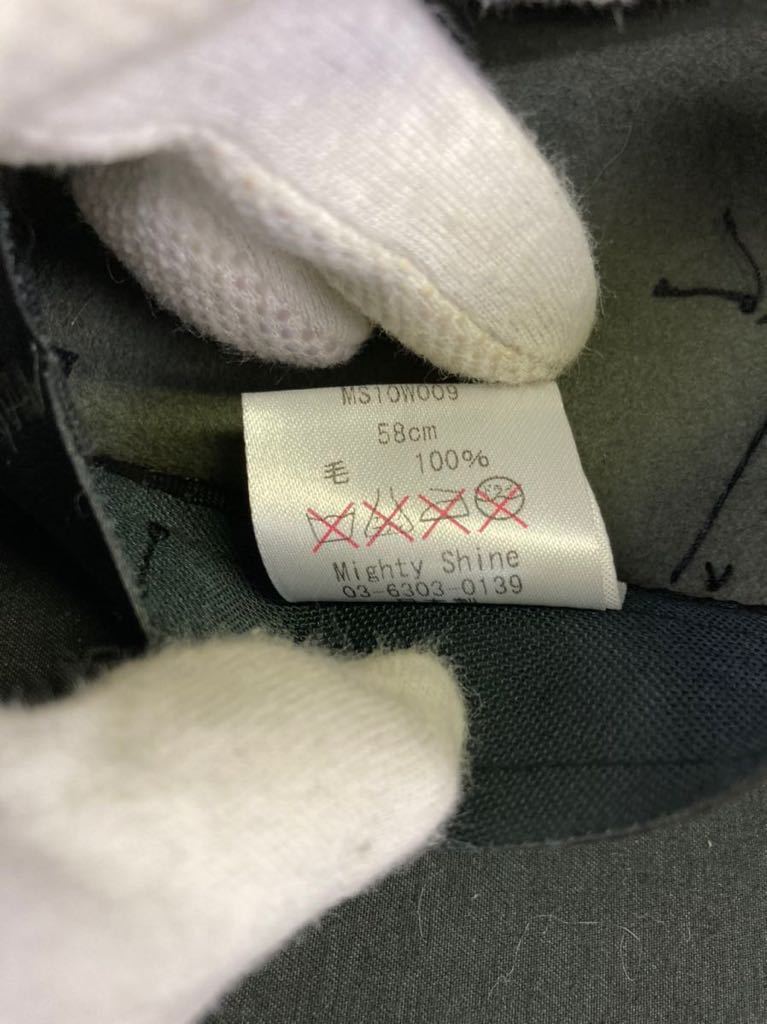 MS10W009
58cm
毛 100%
Mighty Shine
03-6303-0139